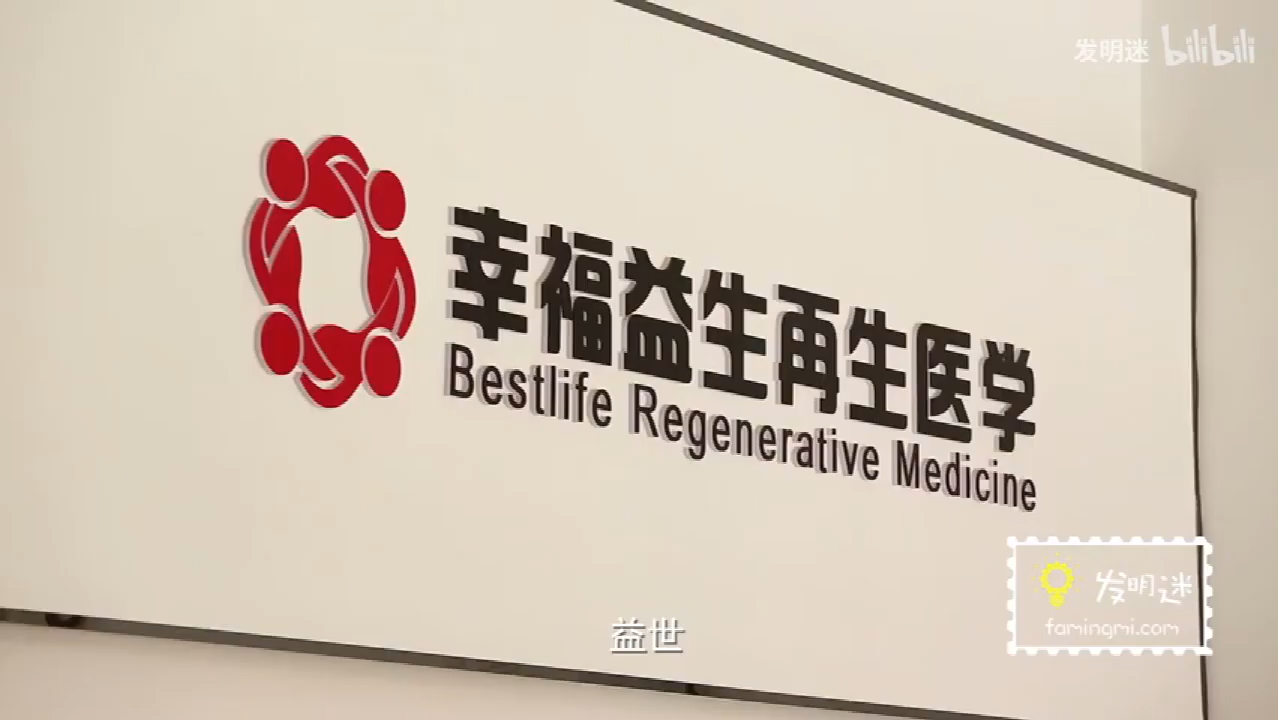 发明迷 bilibili
幸福益生再生医学
Bestlife Regenerative Medicine
发明迷
famingmi.com
益世